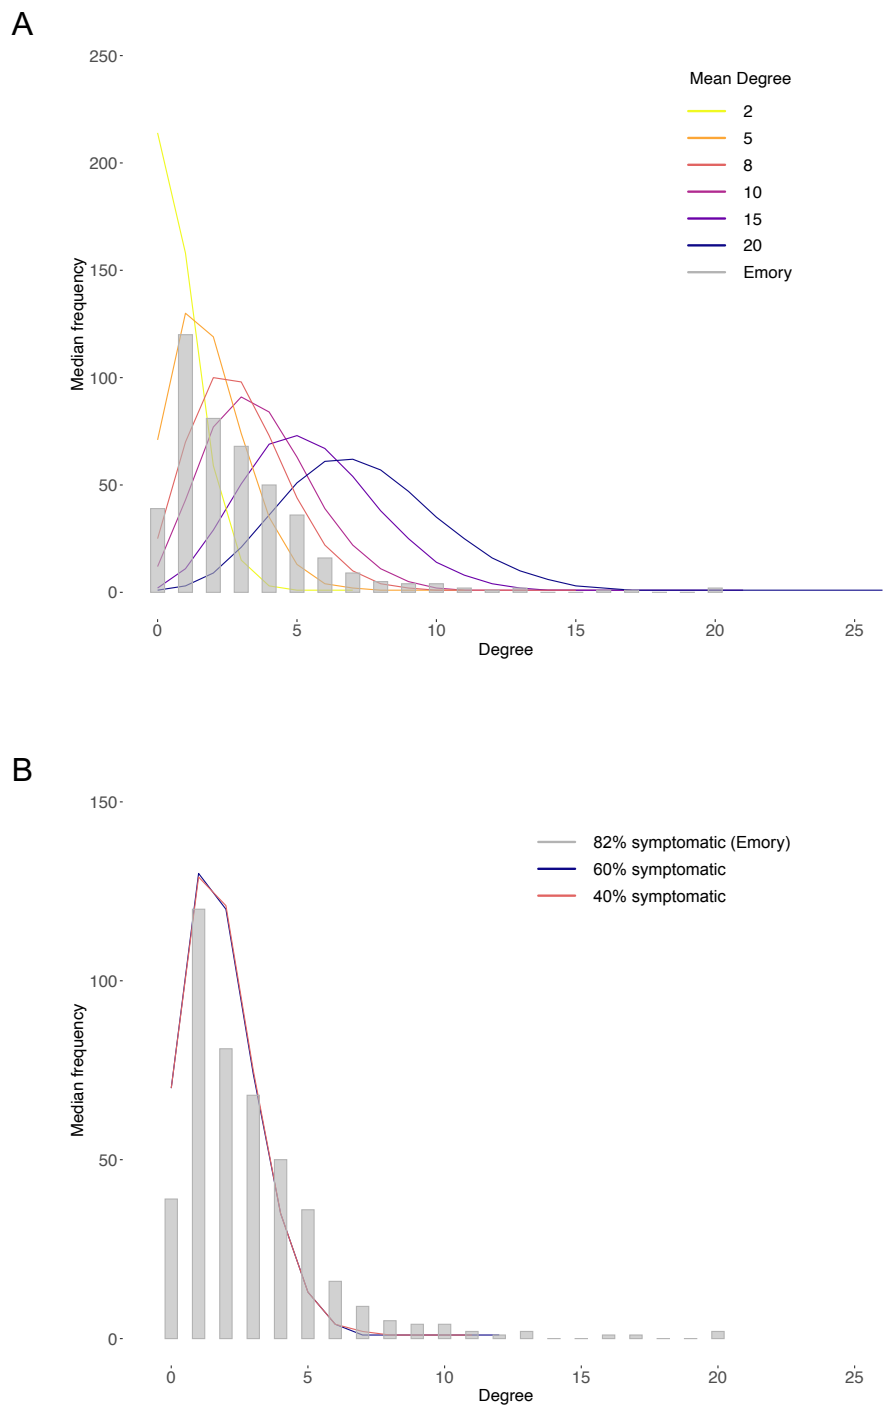 A
250
200
150
100
50
0
Median frequency
Mean Degree
2
5
8
10
15
20
Emory
0 5 10 15 20 25
Degree
B
150
100
50
0
Median frequency
82% symptomatic (Emory)
60% symptomatic
40% symptomatic
0 5 10 15 20 25
Degree